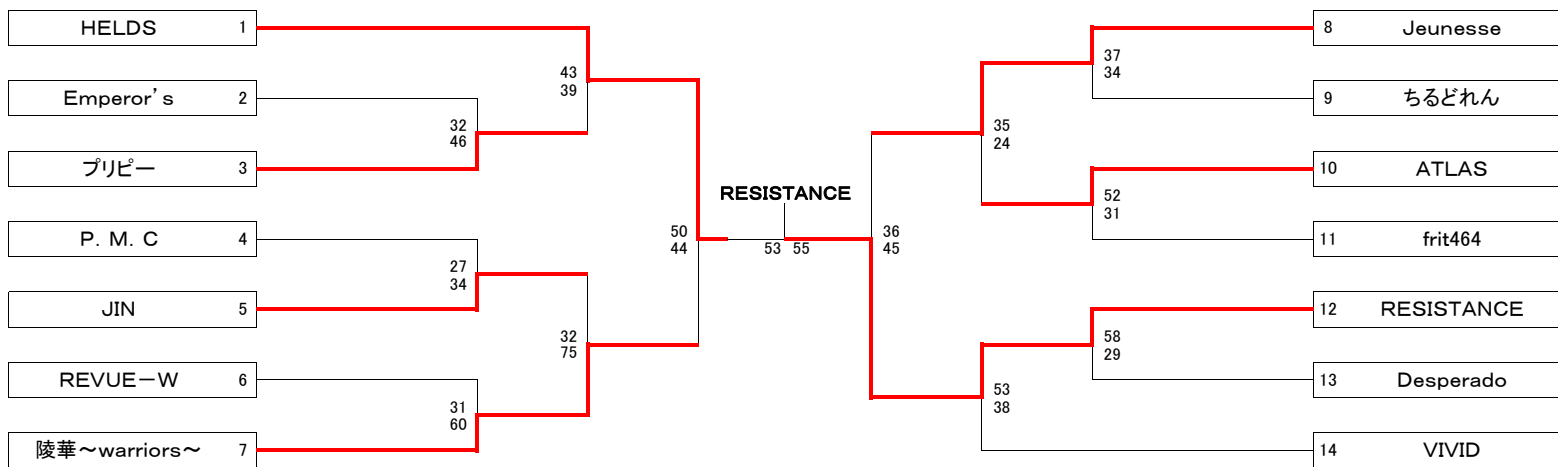 HELDS 1
Emperor's 2
プリピー 3
P.M.C 4
JIN 5
REVUE-W 6
陵華～warriors～ 7
43
39
32
46
27
34
32
75
31
60
50
44
RESISTANCE
53 55
36
45
35
24
37
34
52
31
58
29
53
38
8 Jeunesse
9 ちるどれん
10 ATLAS
11 frit464
12 RESISTANCE
13 Desperado
14 VIVID